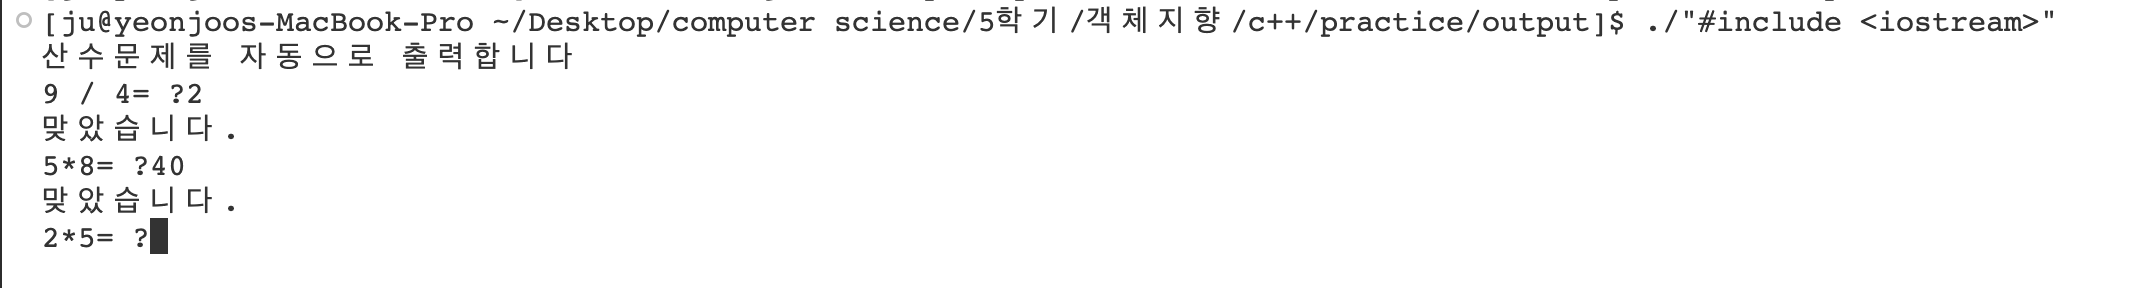 [ju@yeonjoos-MacBook-Pro ~/Desktop/computer science/5학기/객체지향/c++/practice/output]$ ./"#include <iostream>"
산수문제를 자동으로 출력합니다
9 / 4= ?2
맞았습니다.
5*8= ?40
맞았습니다.
2*5= ?